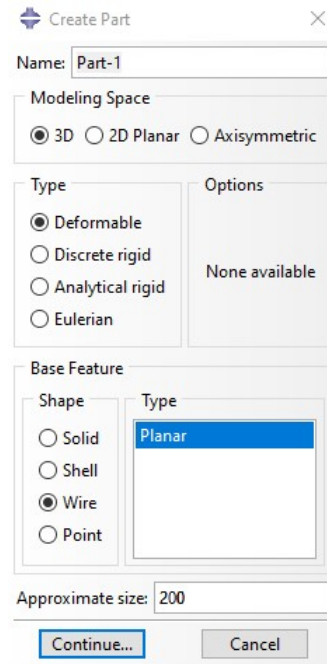 Create Part
Name: Part-1
Modeling Space
3D 2D Planar Axisymmetric
Type
Deformable
Discrete rigid
Analytical rigid
Eulerian
Options
None available
Base Feature
Shape
Solid
Shell
Wire
Point
Type
Planar
Approximate size: 200
Continue... Cancel